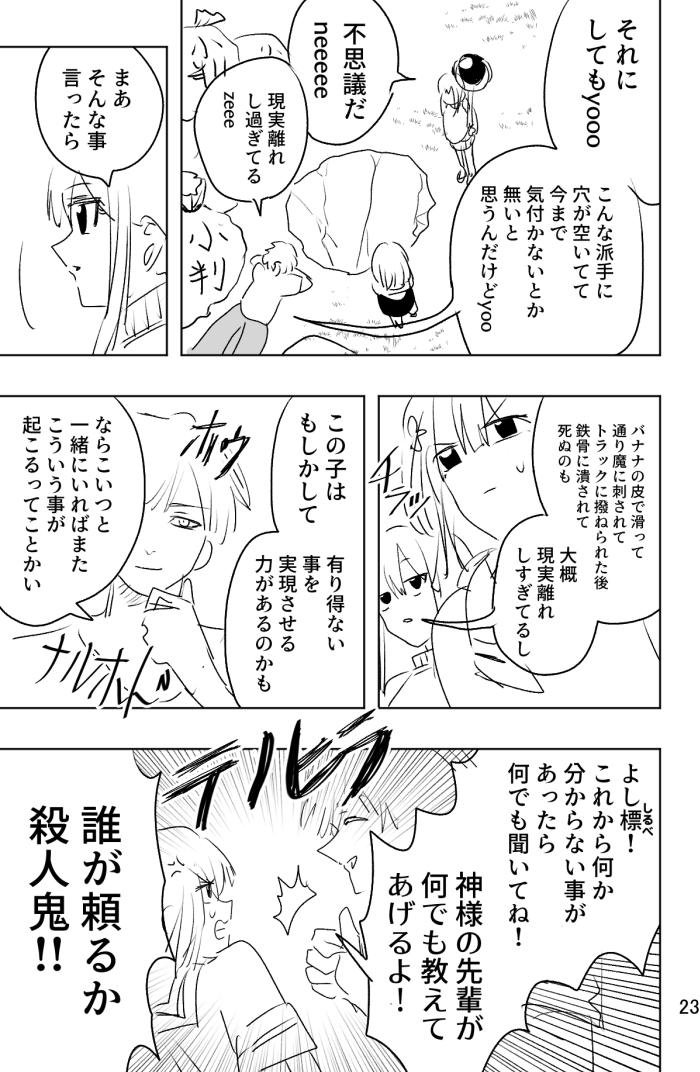 それに
してもyooo
こんな派手に
穴が空いてて
今まで
気付かないとか
無いと
思うんだけどyoo
不思議だ
neeeee
現実離れ
し過ぎてる
zeee
小判
まあ
そんな事
言ったら
バナナの皮で滑って
通り魔に刺されて
トラックに撥ねられた後
鉄骨に潰されて
死ぬのも
大概
現実離れ
しすぎてるし
この子は
もしかして
有り得ない
事を
実現させる
力があるのかも
ホウ
ならこいつと
一緒にいればまた
こういう事が
起こるってことかい
ナルホドん
よし標！
しるべ
これから何か
分からない事が
あったら
何でも聞いてね！
神様の先輩が
何でも教えて
あげるよ！
テルレブ
誰が頼るか
殺人鬼!!
23